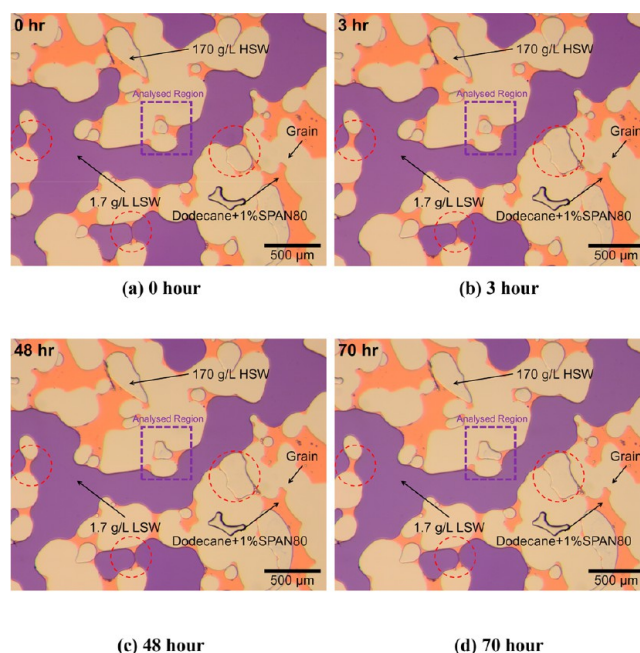 0 hr
170 g/L HSW
Analysed Region
Grain
1.7 g/L LSW
Dodecane+1%SPAN80
500 μm
(a) 0 hour
3 hr
170 g/L HSW
Analysed Region
Grain
1.7 g/L LSW
Dodecane+1%SPAN80
500 μm
(b) 3 hour
48 hr
170 g/L HSW
Analysed Region
Grain
1.7 g/L LSW
Dodecane+1%SPAN80
500 μm
(c) 48 hour
70 hr
170 g/L HSW
Analysed Region
Grain
1.7 g/L LSW
Dodecane+1%SPAN80
500 μm
(d) 70 hour